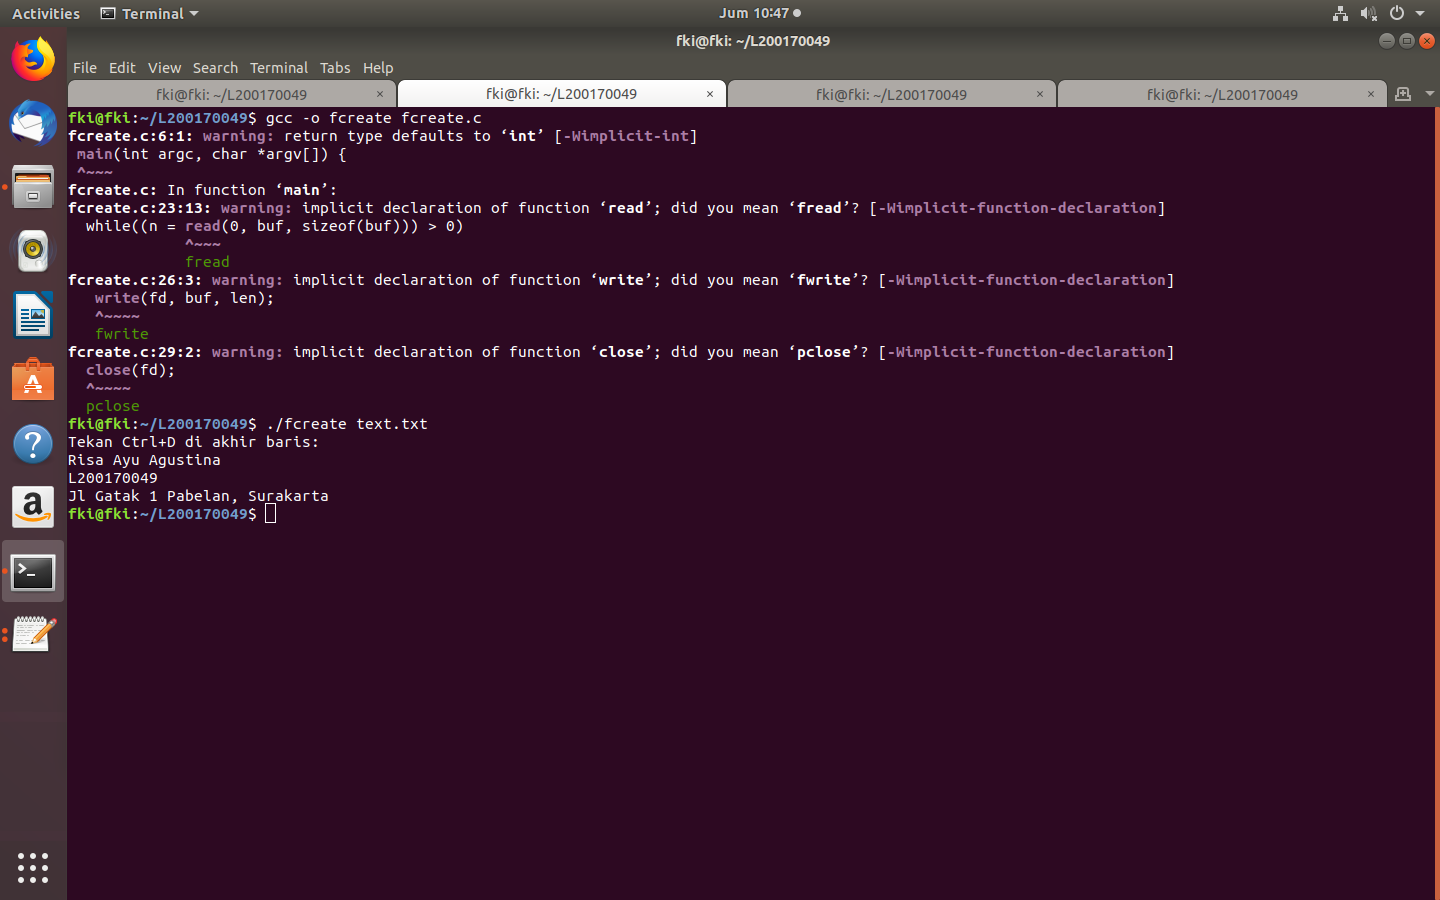 Activities Terminal Jum 10:47
fki@fki: ~/L200170049
File Edit View Search Terminal Tabs Help
fki@fki: ~/L200170049 × fki@fki: ~/L200170049 × fki@fki: ~/L200170049 × fki@fki: ~/L200170049 ×
fki@fki:~/L200170049$ gcc -o fcreate fcreate.c
fcreate.c:6:1: warning: return type defaults to ‘int’ [-Wimplicit-int]
 main(int argc, char *argv[]) {
 ^~~~
fcreate.c: In function ‘main’:
fcreate.c:23:13: warning: implicit declaration of function ‘read’; did you mean ‘fread’? [-Wimplicit-function-declaration]
  while((n = read(0, buf, sizeof(buf))) > 0)
             ^~~~
             fread
fcreate.c:26:3: warning: implicit declaration of function ‘write’; did you mean ‘fwrite’? [-Wimplicit-function-declaration]
   write(fd, buf, len);
   ^~~~~
   fwrite
fcreate.c:29:2: warning: implicit declaration of function ‘close’; did you mean ‘pclose’? [-Wimplicit-function-declaration]
  close(fd);
  ^~~~~
  pclose
fki@fki:~/L200170049$ ./fcreate text.txt
Tekan Ctrl+D di akhir baris:
Risa Ayu Agustina
L200170049
Jl Gatak 1 Pabelan, Surakarta
fki@fki:~/L200170049$